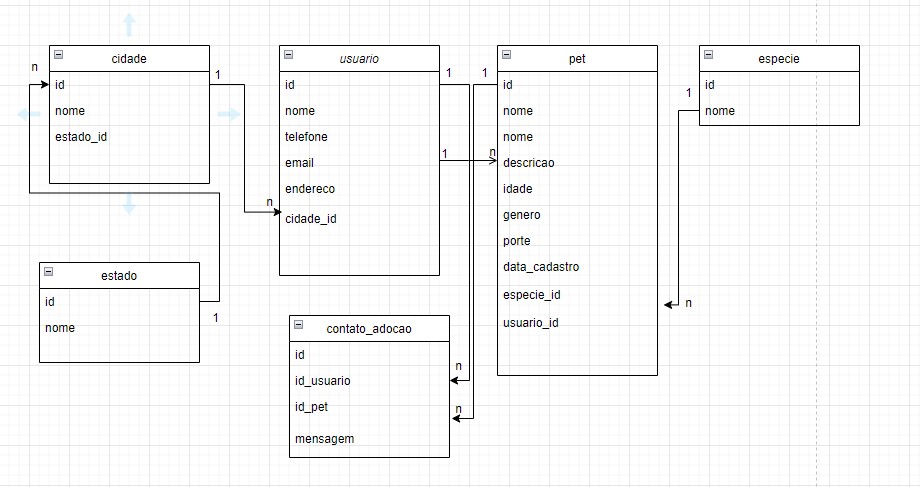 cidade
id
nome
estado_id
n
1
usuario
id
nome
telefone
email
endereco
cidade_id
1
1
n
pet
id
nome
nome
descricao
idade
genero
porte
data_cadastro
especie_id
usuario_id
1
n
especie
id
nome
1
n
estado
id
nome
1
contato_adocao
id
id_usuario
id_pet
mensagem
n
n